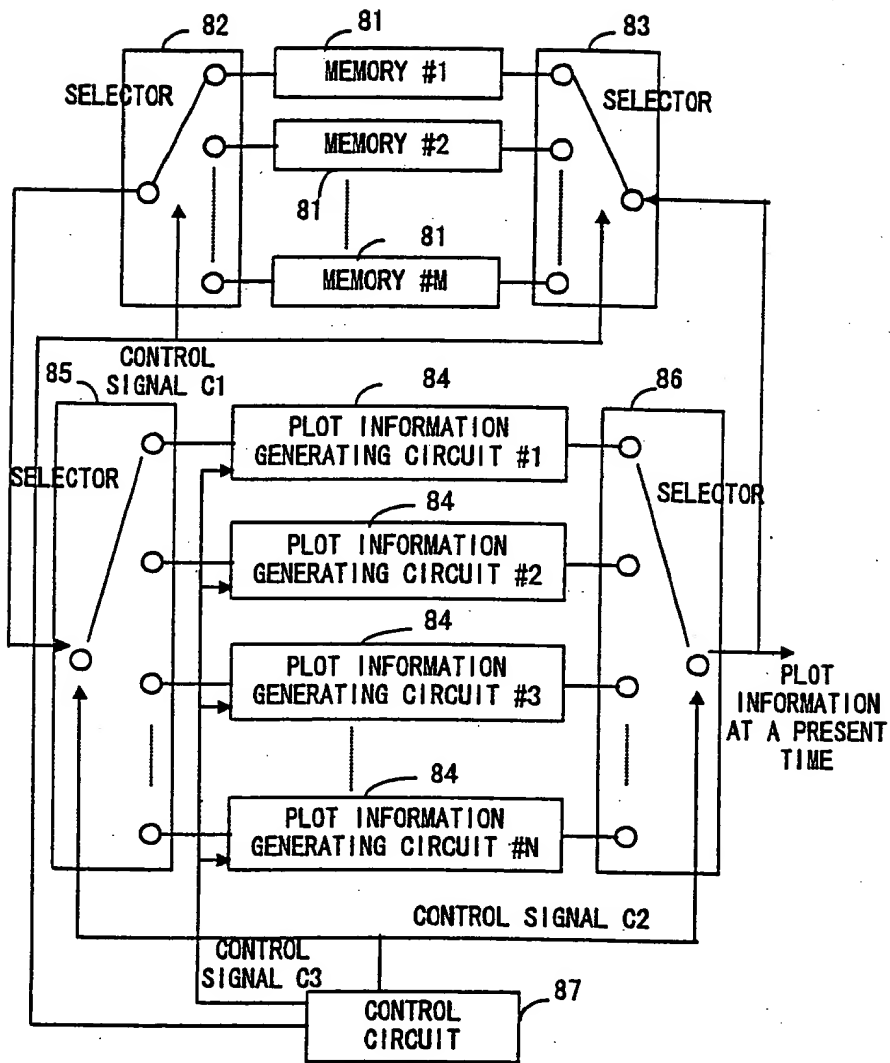 82
81
83
SELECTOR
MEMORY #1
SELECTOR
MEMORY #2
81
81
MEMORY #M
CONTROL
SIGNAL C1
85
84
86
PLOT INFORMATION
GENERATING CIRCUIT #1
SELECTOR
SELECTOR
84
PLOT INFORMATION
GENERATING CIRCUIT #2
84
PLOT INFORMATION
GENERATING CIRCUIT #3
PLOT
INFORMATION
AT A PRESENT
TIME
84
PLOT INFORMATION
GENERATING CIRCUIT #N
CONTROL SIGNAL C2
CONTROL
SIGNAL C3
87
CONTROL
CIRCUIT